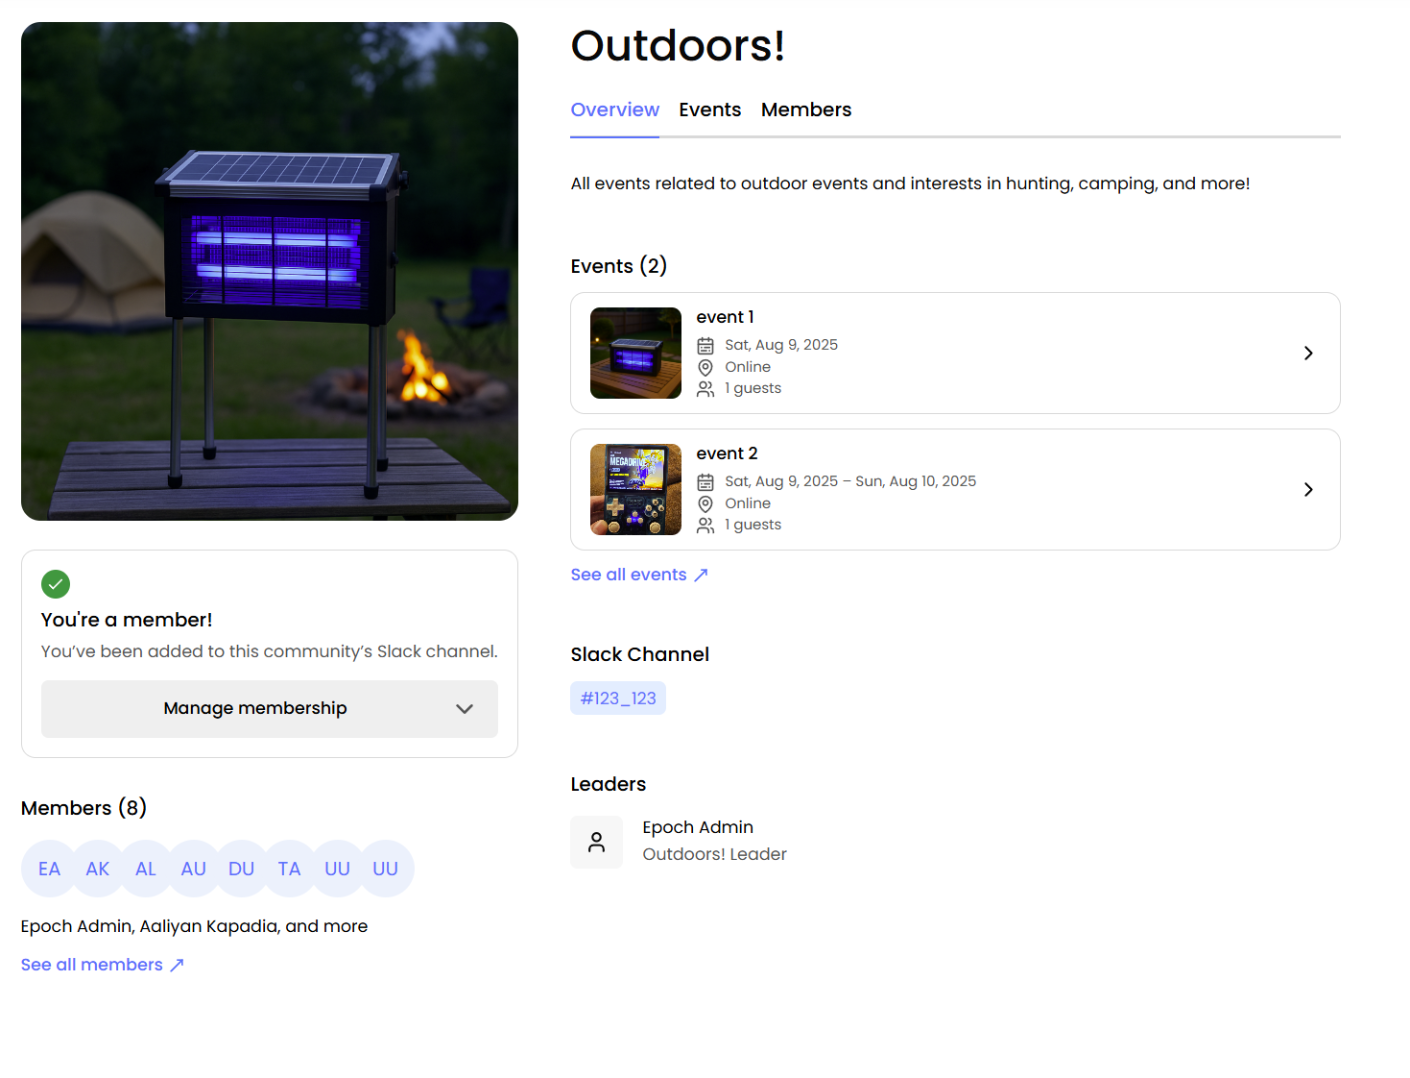 Outdoors!
Overview Events Members
All events related to outdoor events and interests in hunting, camping, and more!
Events (2)
event 1
Sat, Aug 9, 2025
Online
1 guests
MEGADRIVE
event 2
Sat, Aug 9, 2025 – Sun, Aug 10, 2025
Online
1 guests
See all events ↗
Slack Channel
#123_123
Leaders
Epoch Admin
Outdoors! Leader
You're a member!
You’ve been added to this community’s Slack channel.
Manage membership
Members (8)
EA AK AL AU DU TA UU UU
Epoch Admin, Aaliyan Kapadia, and more
See all members ↗